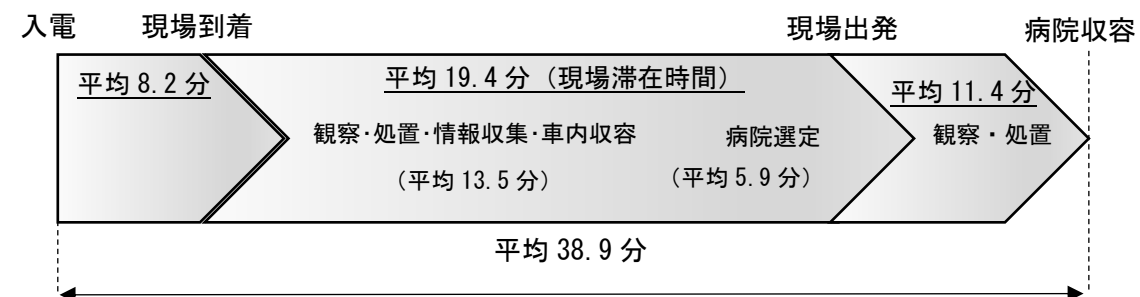 入電 現場到着 現場出発 病院収容
平均 8.2 分 平均 19.4 分（現場滞在時間） 平均 11.4 分
観察･処置･情報収集･車内収容 病院選定 観察・処置
（平均 13.5 分） （平均 5.9 分）
平均 38.9 分